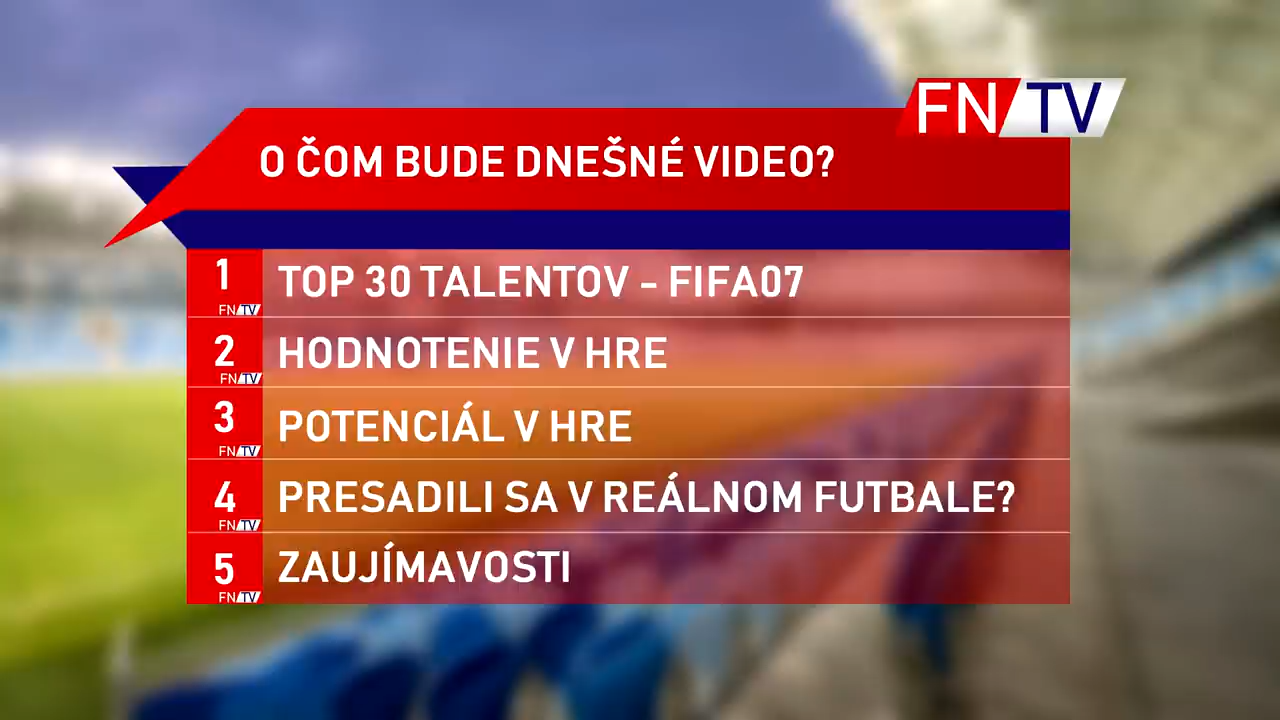 FN/TV
O ČOM BUDE DNEŠNÉ VIDEO?
1 TOP 30 TALENTOV - FIFA07
FN/TV
2 HODNOTENIE V HRE
FN/TV
3 POTENCIÁL V HRE
FN/TV
4 PRESADILI SA V REÁLNOM FUTBALE?
FN/TV
5 ZAUJÍMAVOSTI
FN/TV